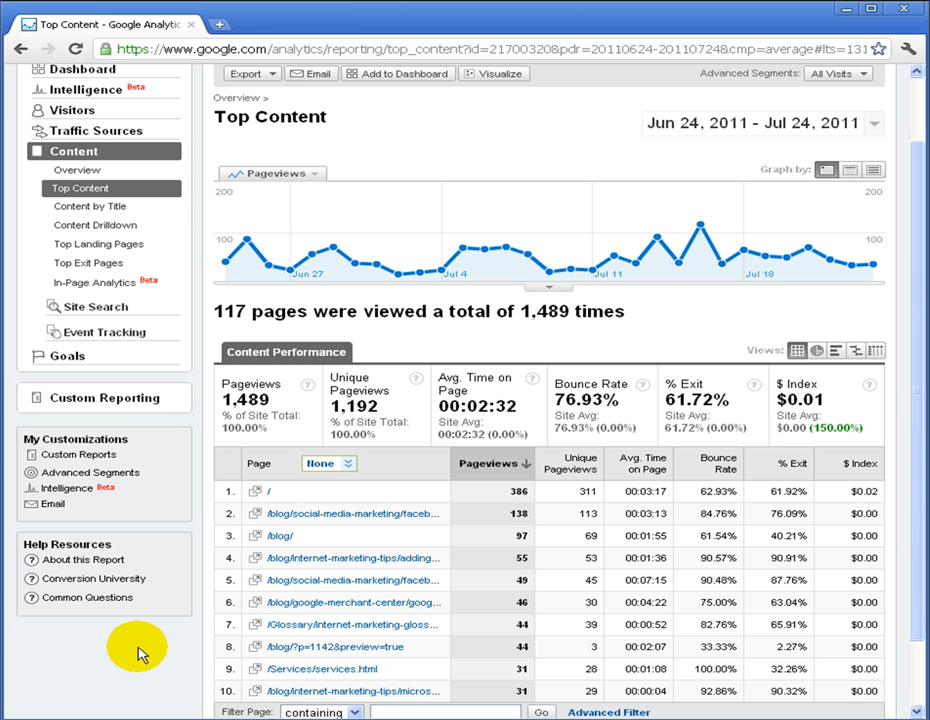 Top Content - Google Analytic
https://www.google.com/analytics/reporting/top_content?id=21700320&pdr=20110624-20110724&cmp=average#lts=131
Dashboard
Intelligence Beta
Visitors
Traffic Sources
Content
Overview
Top Content
Content by Title
Content Drilldown
Top Landing Pages
Top Exit Pages
In-Page Analytics Beta
Site Search
Event Tracking
Goals
Custom Reporting
My Customizations
Custom Reports
Advanced Segments
Intelligence Beta
Email
Help Resources
? About this Report
? Conversion University
? Common Questions
Export Email Add to Dashboard Visualize Advanced Segments: All Visits
Overview »
Top Content
Jun 24, 2011 - Jul 24, 2011
Pageviews Graph by:
200 200
100 100
Jun 27 Jul 4 Jul 11 Jul 18
117 pages were viewed a total of 1,489 times
Content Performance Views:
Pageviews ?
1,489
% of Site Total:
100.00%
Unique Pageviews ?
1,192
% of Site Total:
100.00%
Avg. Time on Page ?
00:02:32
Site Avg:
00:02:32 (0.00%)
Bounce Rate ?
76.93%
Site Avg:
76.93% (0.00%)
% Exit ?
61.72%
Site Avg:
61.72% (0.00%)
$ Index ?
$0.01
Site Avg:
$0.00 (150.00%)
Page None Pageviews Unique Pageviews Avg. Time on Page Bounce Rate % Exit $ Index
1. / 386 311 00:03:17 62.93% 61.92% $0.02
2. /blog/social-media-marketing/faceb... 138 113 00:03:13 84.76% 76.09% $0.00
3. /blog/ 97 69 00:01:55 61.54% 40.21% $0.00
4. /blog/internet-marketing-tips/adding... 55 53 00:01:36 90.57% 90.91% $0.00
5. /blog/social-media-marketing/faceb... 49 45 00:07:15 90.48% 87.76% $0.00
6. /blog/google-merchant-center/goog... 46 30 00:04:22 75.00% 63.04% $0.00
7. /Glossary/internet-marketing-gloss... 44 39 00:00:52 82.76% 65.91% $0.00
8. /blog/?p=1142&preview=true 44 3 00:02:07 33.33% 2.27% $0.00
9. /Services/services.html 31 28 00:01:08 100.00% 32.26% $0.00
10. /blog/internet-marketing-tips/micros... 31 29 00:00:04 92.86% 90.32% $0.00
Filter Page: containing Go Advanced Filter